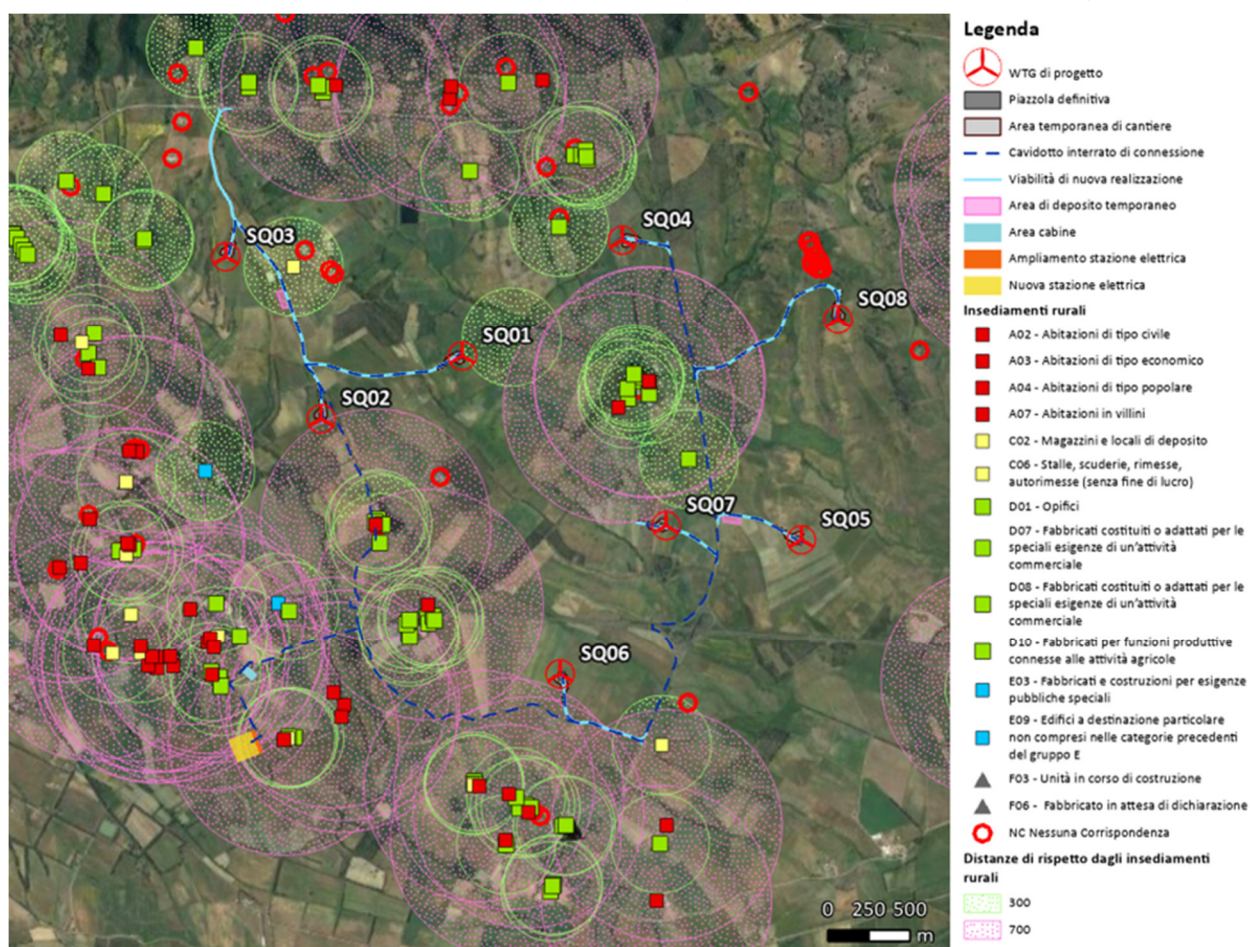 SQ03
SQ04
SQ08
SQ01
SQ02
SQ07
SQ05
SQ06
0 250 500
m
Legenda
WTG di progetto
Piazzola definitiva
Area temporanea di cantiere
Cavidotto interrato di connessione
Viabilità di nuova realizzazione
Area di deposito temporaneo
Area cabine
Ampliamento stazione elettrica
Nuova stazione elettrica
Insediamenti rurali
A02 - Abitazioni di tipo civile
A03 - Abitazioni di tipo economico
A04 - Abitazioni di tipo popolare
A07 - Abitazioni in villini
C02 - Magazzini e locali di deposito
C06 - Stalle, scuderie, rimesse,
autorimesse (senza fine di lucro)
D01 - Opifici
D07 - Fabbricati costituiti o adattati per le
speciali esigenze di un'attività
commerciale
D08 - Fabbricati costituiti o adattati per le
speciali esigenze di un'attività
commerciale
D10 - Fabbricati per funzioni produttive
connesse alle attività agricole
E03 - Fabbricati e costruzioni per esigenze
pubbliche speciali
E09 - Edifici a destinazione particolare
non compresi nelle categorie precedenti
del gruppo E
F03 - Unità in corso di costruzione
F06 - Fabbricato in attesa di dichiarazione
NC Nessuna Corrispondenza
Distanze di rispetto dagli insediamenti
rurali
300
700